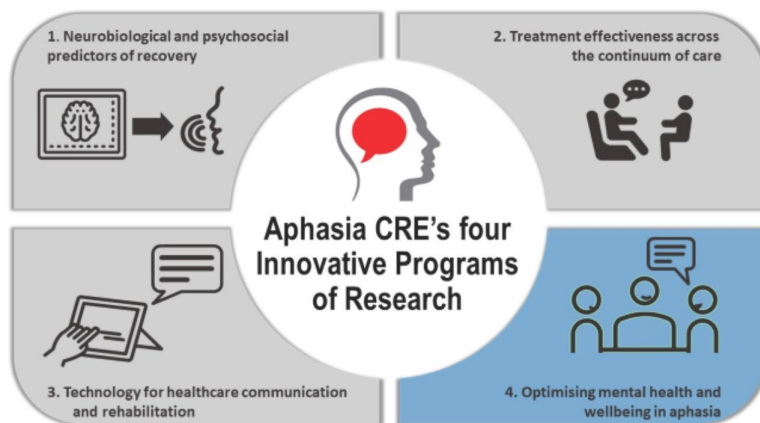 1. Neurobiological and psychosocial
predictors of recovery
2. Treatment effectiveness across
the continuum of care
Aphasia CRE's four
Innovative Programs
of Research
3. Technology for healthcare communication
and rehabilitation
4. Optimising mental health and
wellbeing in aphasia